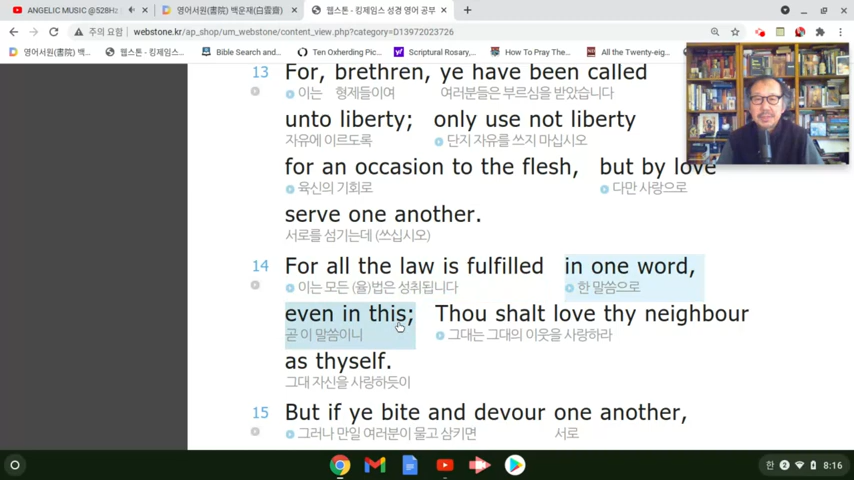 ANGELIC MUSIC @528Hz
영어서원(書院) 백운재(白雲齋)
웹스톤 - 킹제임스 성경 영어 공부
주의 요함
webstone.kr/ap_shop/um_webstone/content_view.php?category=D13972023726
영어서원(書院) 백...
웹스톤 - 킹제임스...
Bible Search and...
Ten Oxherding Pic...
Scriptural Rosary,...
How To Pray The...
All the Twenty-eig...
13 For, brethren, ye have been called
이는 형제들이여 여러분들은 부르심을 받았습니다
unto liberty; only use not liberty
자유에 이르도록 단지 자유를 쓰지 마십시오
for an occasion to the flesh, but by love
육신의 기회로 다만 사랑으로
serve one another.
서로를 섬기는데 (쓰십시오)
14 For all the law is fulfilled in one word,
이는 모든 (율)법은 성취됩니다 한 말씀으로
even in this; Thou shalt love thy neighbour
곧 이 말씀이니 그대는 그대의 이웃을 사랑하라
as thyself.
그대 자신을 사랑하듯이
15 But if ye bite and devour one another,
그러나 만일 여러분이 물고 삼키면 서로
한 2 8:16